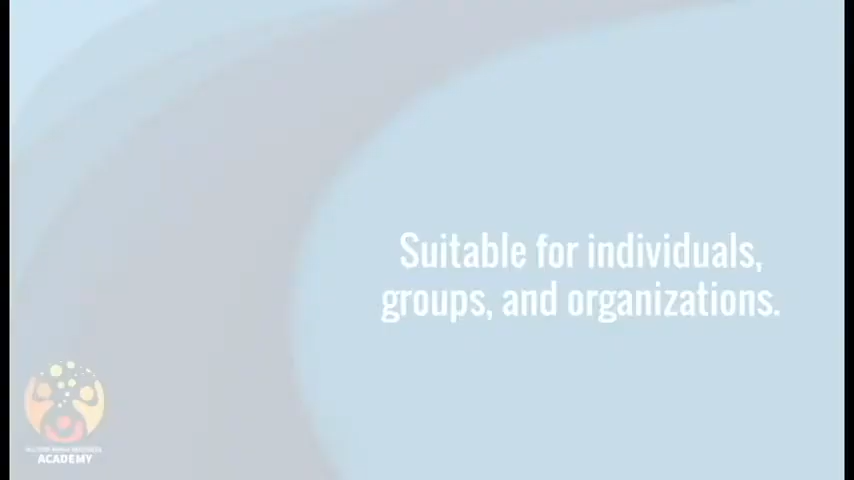 Suitable for individuals,
groups, and organizations.
ACADEMY